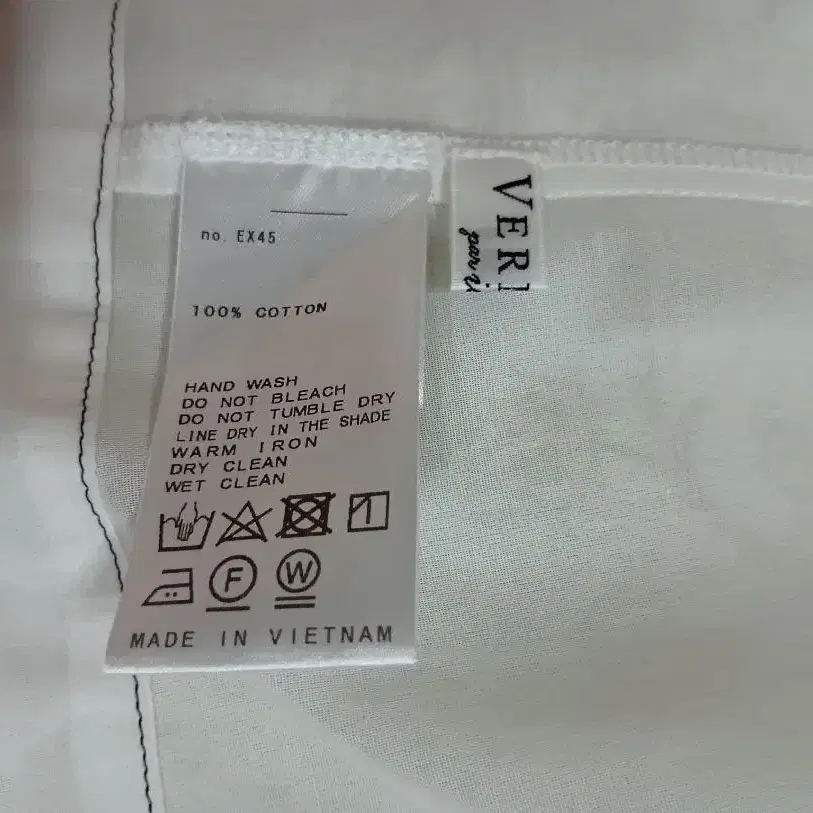 no. EX45
100% COTTON
HAND WASH
DO NOT BLEACH
DO NOT TUMBLE DRY
LINE DRY IN THE SHADE
WARM IRON
DRY CLEAN
WET CLEAN
F
W
MADE IN VIETNAM
VER
par